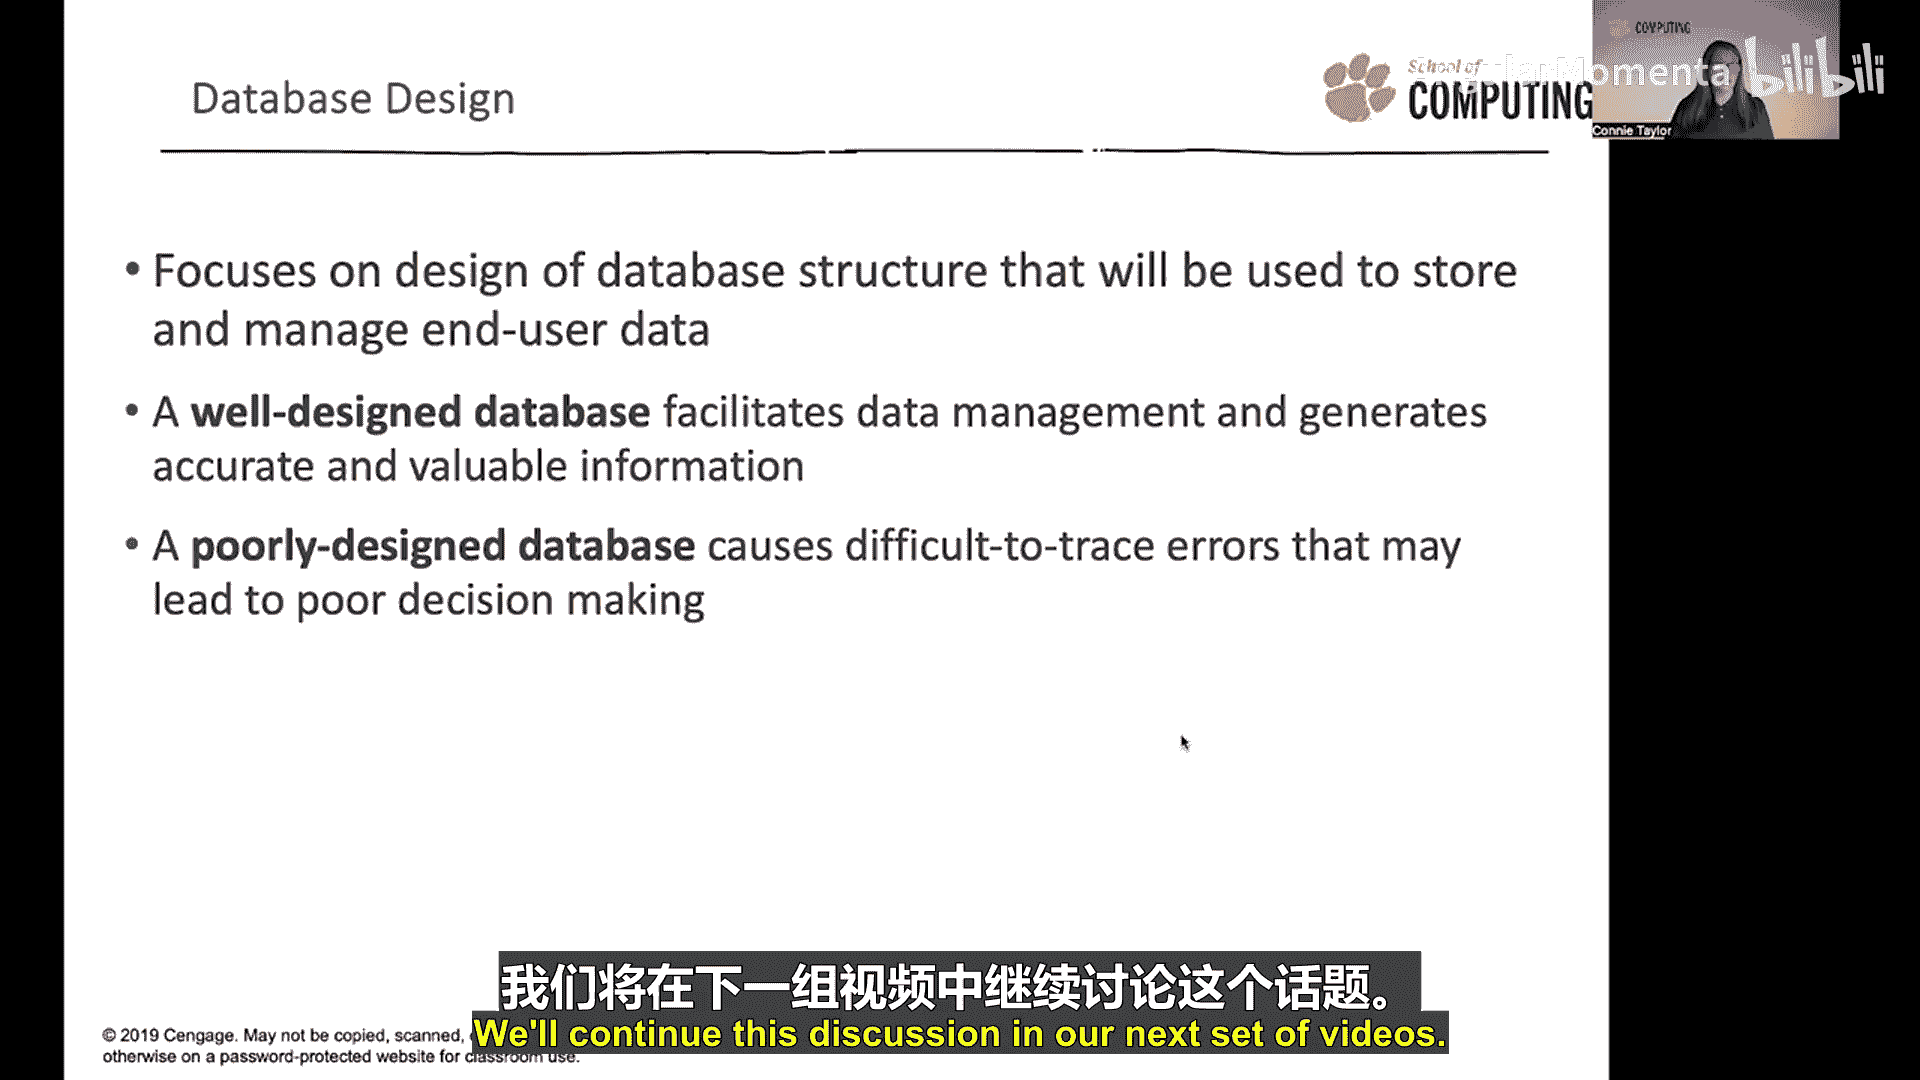 Database Design
School of
COMPUTING
COMPUTING
Momenta bilibili
Connie Taylor
• Focuses on design of database structure that will be used to store
and manage end-user data
• A well-designed database facilitates data management and generates
accurate and valuable information
• A poorly-designed database causes difficult-to-trace errors that may
lead to poor decision making
我们将在下一组视频中继续讨论这个话题。
We'll continue this discussion in our next set of videos.
© 2019 Cengage. May not be copied, scanned,
otherwise on a password-protected website for classroom use.